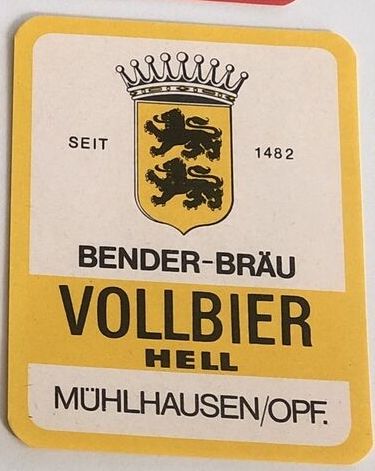 SEIT 1482
BENDER-BRÄU
VOLLBIER
HELL
MÜHLHAUSEN/OPF.